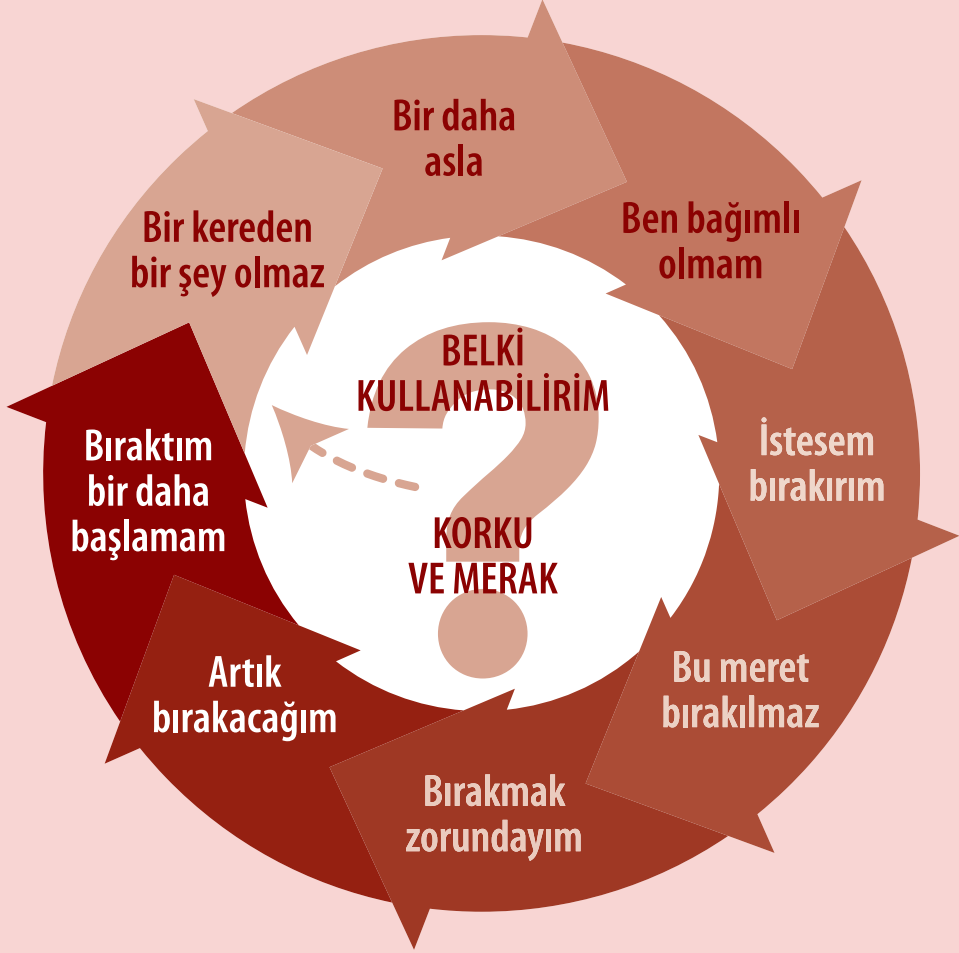 Bir daha
asla
Ben bağımlı
olmam
İstesem
bırakırım
Bu meret
bırakılmaz
Bırakmak
zorundayım
Artık
bırakacağım
Bıraktım
bir daha
başlamam
Bir kereden
bir şey olmaz
BELKİ
KULLANABİLİRİM
KORKU
VE MERAK